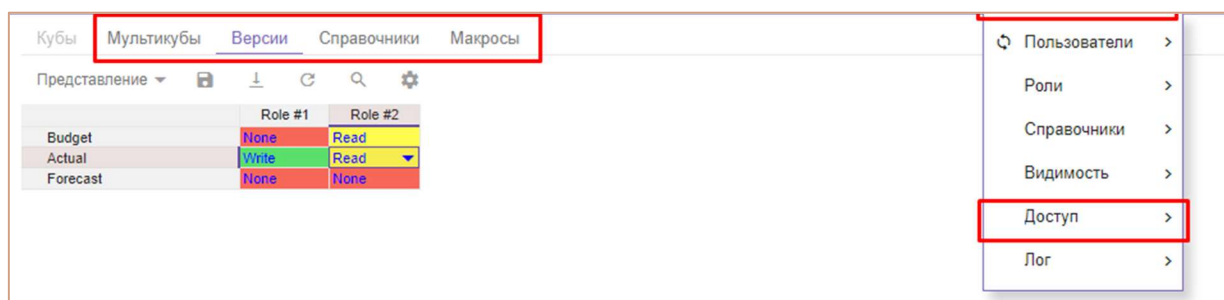 Кубы Мультикубы Версии Справочники Макросы
Представление
Role #1 Role #2
Budget None Read
Actual Write Read
Forecast None None
Пользователи
Роли
Справочники
Видимость
Доступ
Лог